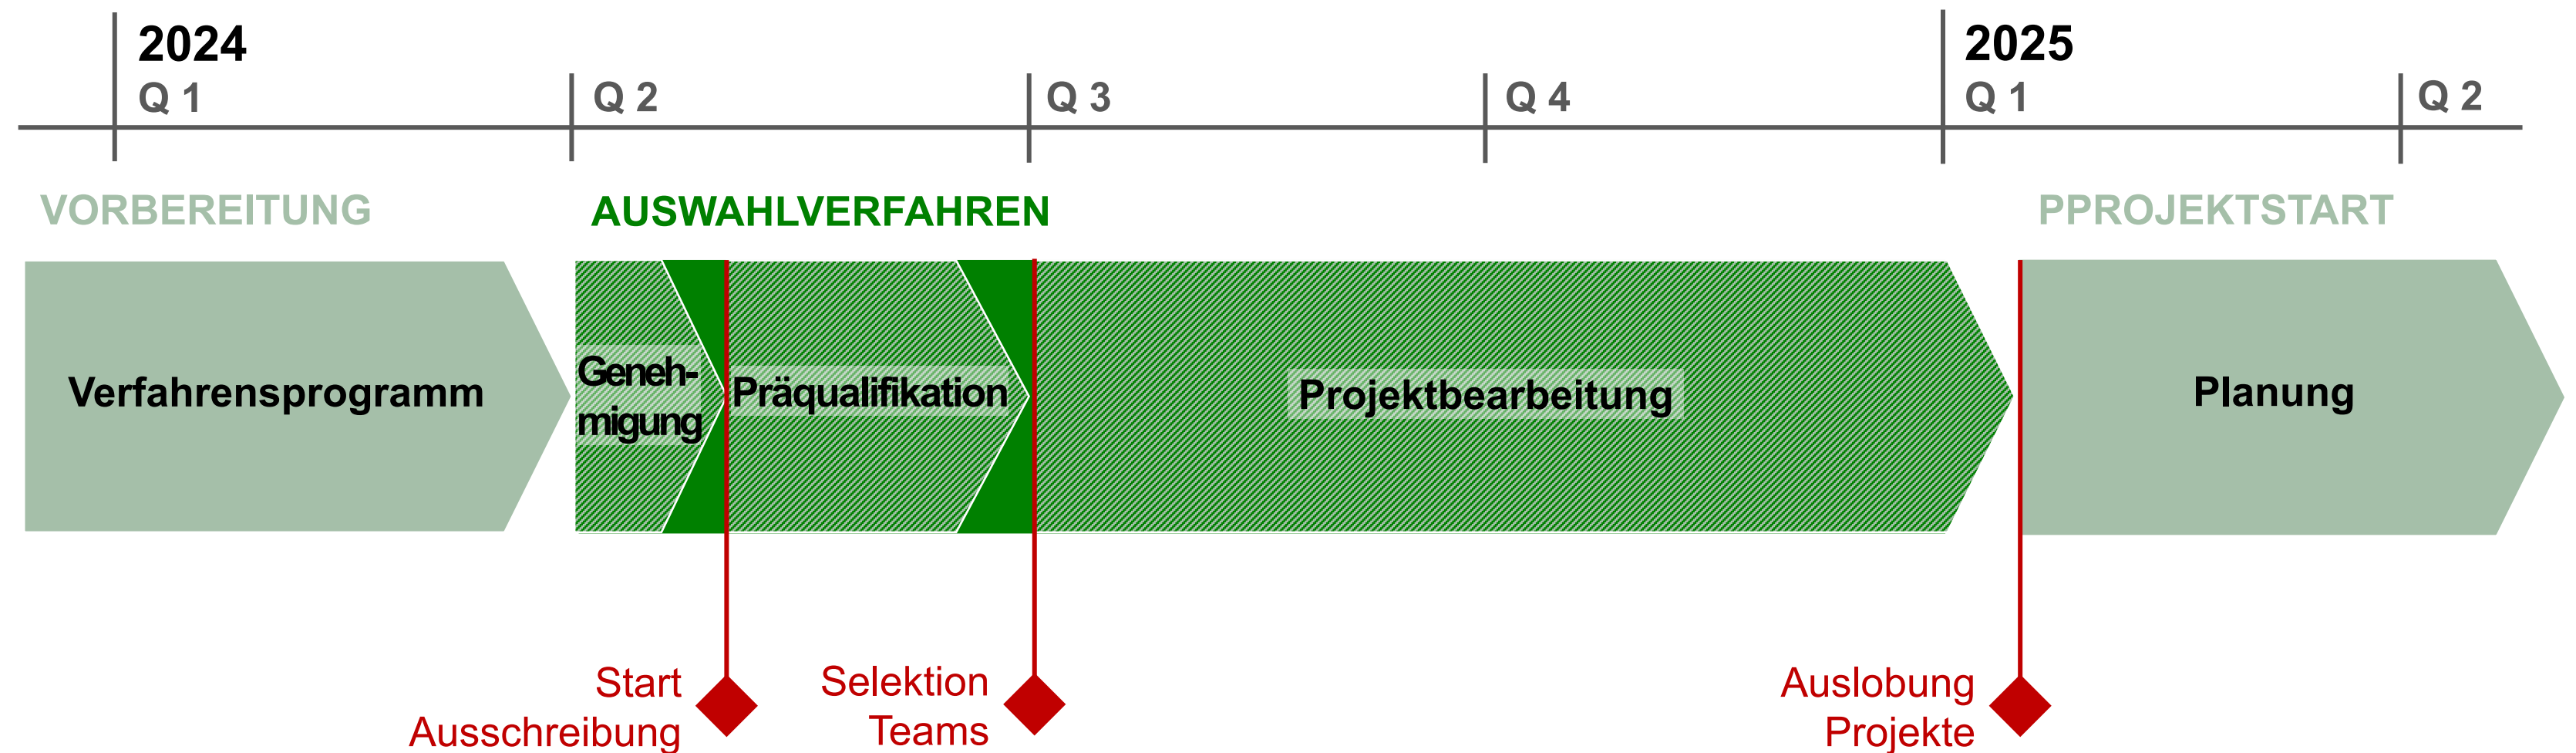 2024
2025
Q 1
Q 2
Q 3
Q 4
Q 1
Q 2
VORBEREITUNG
AUSWAHLVERFAHREN
PPROJEKTSTART
Verfahrensprogramm
Geneh-
migung
Präqualifikation
Projektbearbeitung
Planung
Start
Ausschreibung
Selektion
Teams
Auslobung
Projekte